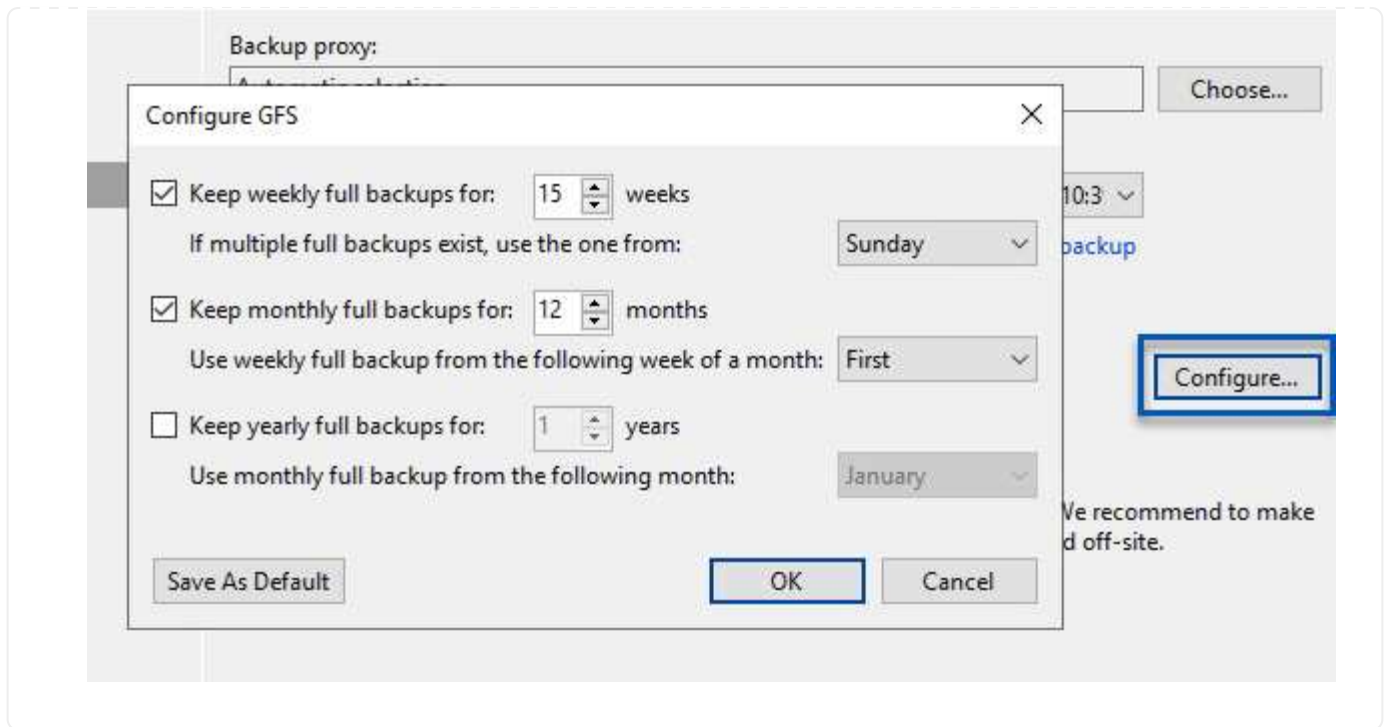 Backup proxy:
Choose...
Configure GFS
Keep weekly full backups for: 15 weeks
10:3
If multiple full backups exist, use the one from: Sunday
backup
Keep monthly full backups for: 12 months
Use weekly full backup from the following week of a month: First
Configure...
Keep yearly full backups for: 1 years
Use monthly full backup from the following month: January
We recommend to make
d off-site.
Save As Default OK Cancel